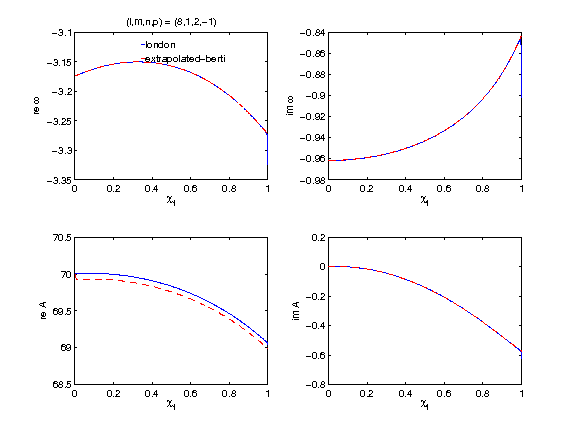 (l,m,n,p) = (8,1,2,−1)
london
extrapolated−berti
re ω
−3.1
−3.15
−3.2
−3.25
−3.3
−3.35
0 0.2 0.4 0.6 0.8 1
χf
im ω
−0.84
−0.86
−0.88
−0.9
−0.92
−0.94
−0.96
−0.98
0 0.2 0.4 0.6 0.8 1
χf
re A
70.5
70
69.5
69
68.5
0 0.2 0.4 0.6 0.8 1
χf
im A
0.2
0
−0.2
−0.4
−0.6
−0.8
0 0.2 0.4 0.6 0.8 1
χf